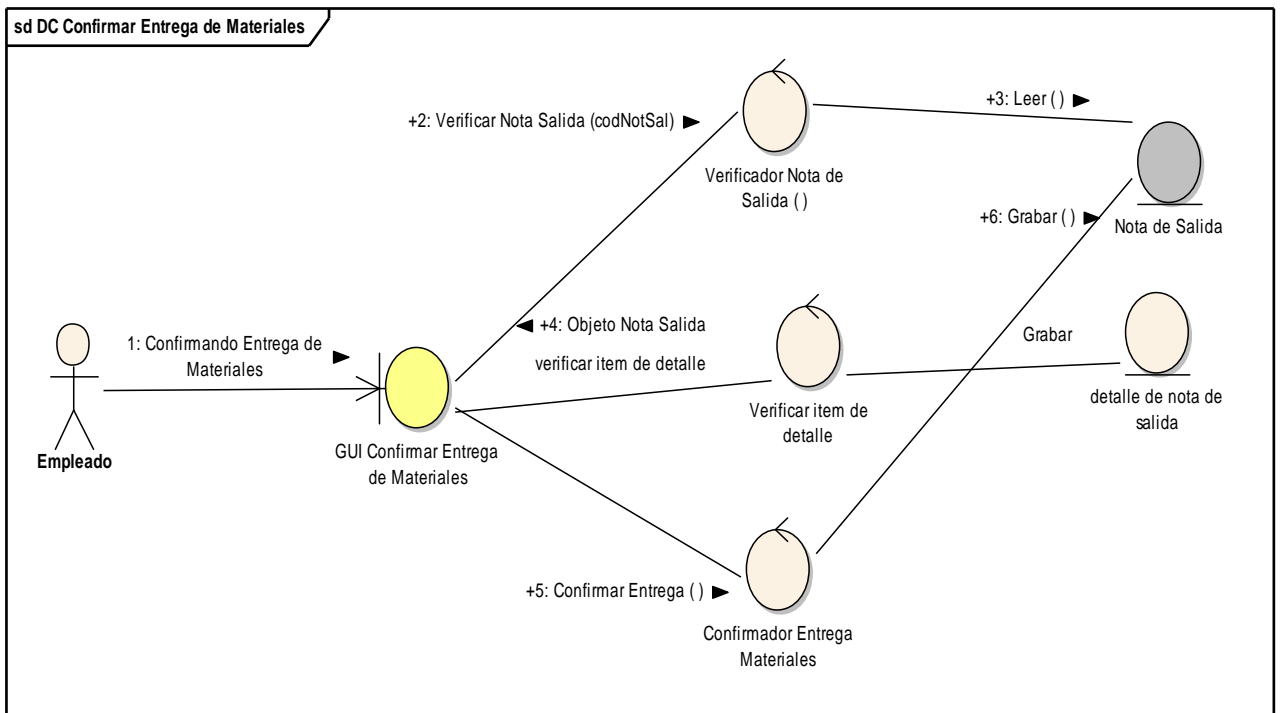 sd DC Confirmar Entrega de Materiales
+2: Verificar Nota Salida (codNotSal)
+3: Leer ( )
Verificador Nota de
Salida ( )
+6: Grabar ( )
Nota de Salida
1: Confirmando Entrega de
Materiales
+4: Objeto Nota Salida
verificar item de detalle
Grabar
Empleado
GUI Confirmar Entrega
de Materiales
Verificar item de
detalle
detalle de nota de
salida
+5: Confirmar Entrega ( )
Confirmador Entrega
Materiales